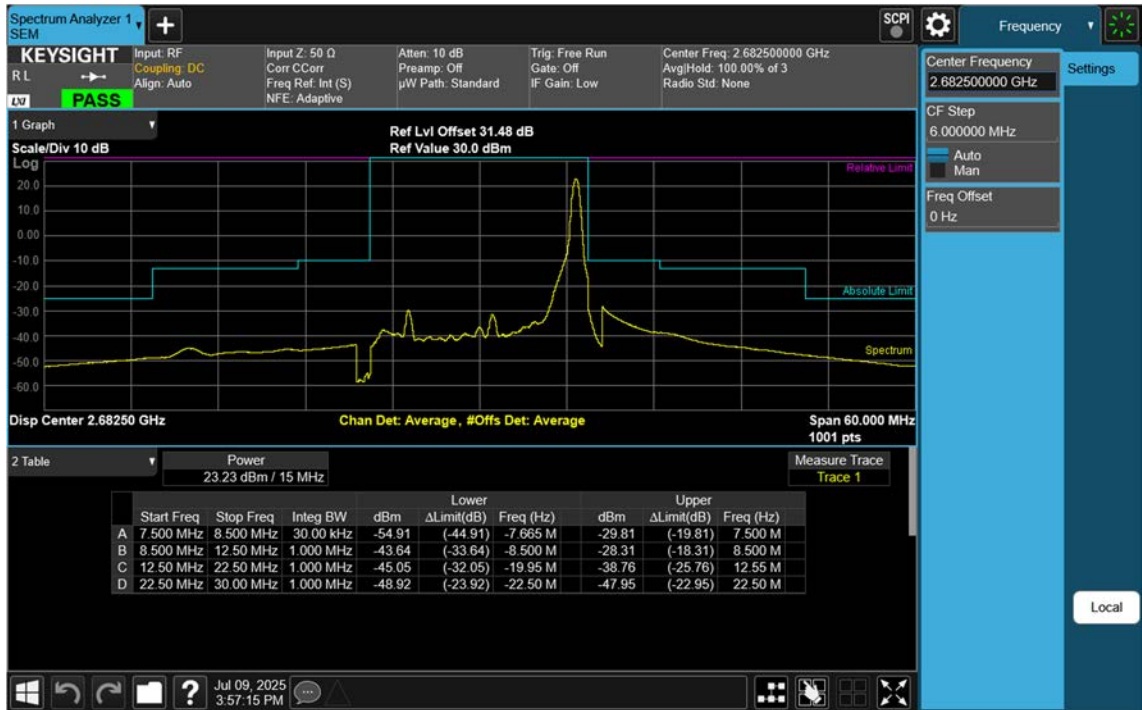 Spectrum Analyzer 1
SEM
SCPI
Frequency
KEYSIGHT
R L
LXI
PASS
Input: RF
Coupling: DC
Align: Auto
Input Z: 50 Ω
Corr CCorr
Freq Ref: Int (S)
NFE: Adaptive
Atten: 10 dB
Preamp: Off
µW Path: Standard
Trig: Free Run
Gate: Off
IF Gain: Low
Center Freq: 2.682500000 GHz
Avg|Hold: 100.00% of 3
Radio Std: None
Center Frequency
2.682500000 GHz
Settings
CF Step
6.000000 MHz
Auto
Man
Freq Offset
0 Hz
1 Graph
Scale/Div 10 dB
Ref Lvl Offset 31.48 dB
Ref Value 30.0 dBm
Log
Relative Limit
20.0
10.0
0.00
-10.0
-20.0
Absolute Limit
-30.0
-40.0
Spectrum
-50.0
-60.0
Disp Center 2.68250 GHz
Chan Det: Average, #Offs Det: Average
Span 60.000 MHz
1001 pts
2 Table
Power
23.23 dBm / 15 MHz
Measure Trace
Trace 1
Lower Upper
Start Freq Stop Freq Integ BW dBm ΔLimit(dB) Freq (Hz) dBm ΔLimit(dB) Freq (Hz)
A 7.500 MHz 8.500 MHz 30.00 kHz -54.91 (-44.91) -7.665 M -29.81 (-19.81) 7.500 M
B 8.500 MHz 12.50 MHz 1.000 MHz -43.64 (-33.64) -8.500 M -28.31 (-18.31) 8.500 M
C 12.50 MHz 22.50 MHz 1.000 MHz -45.05 (-32.05) -19.95 M -38.76 (-25.76) 12.55 M
D 22.50 MHz 30.00 MHz 1.000 MHz -48.92 (-23.92) -22.50 M -47.95 (-22.95) 22.50 M
Local
?
Jul 09, 2025
3:57:15 PM